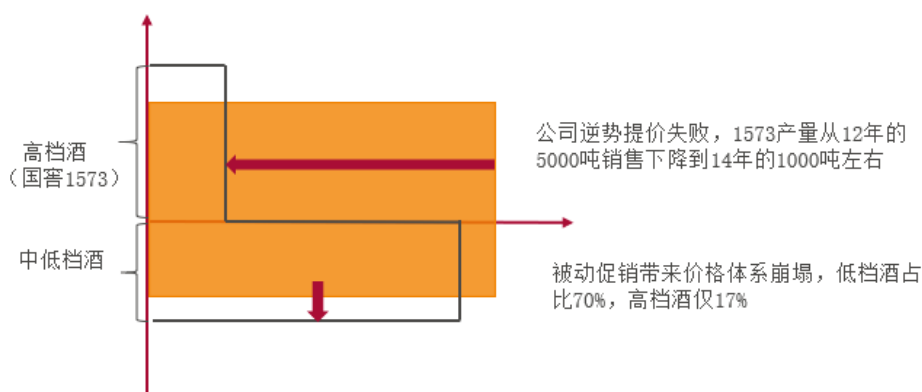 公司逆势提价失败，1573产量从12年的
5000吨销售下降到14年的1000吨左右
高档酒
（国窖1573）
中低档酒
被动促销带来价格体系崩塌，低档酒占
比70%，高档酒仅17%